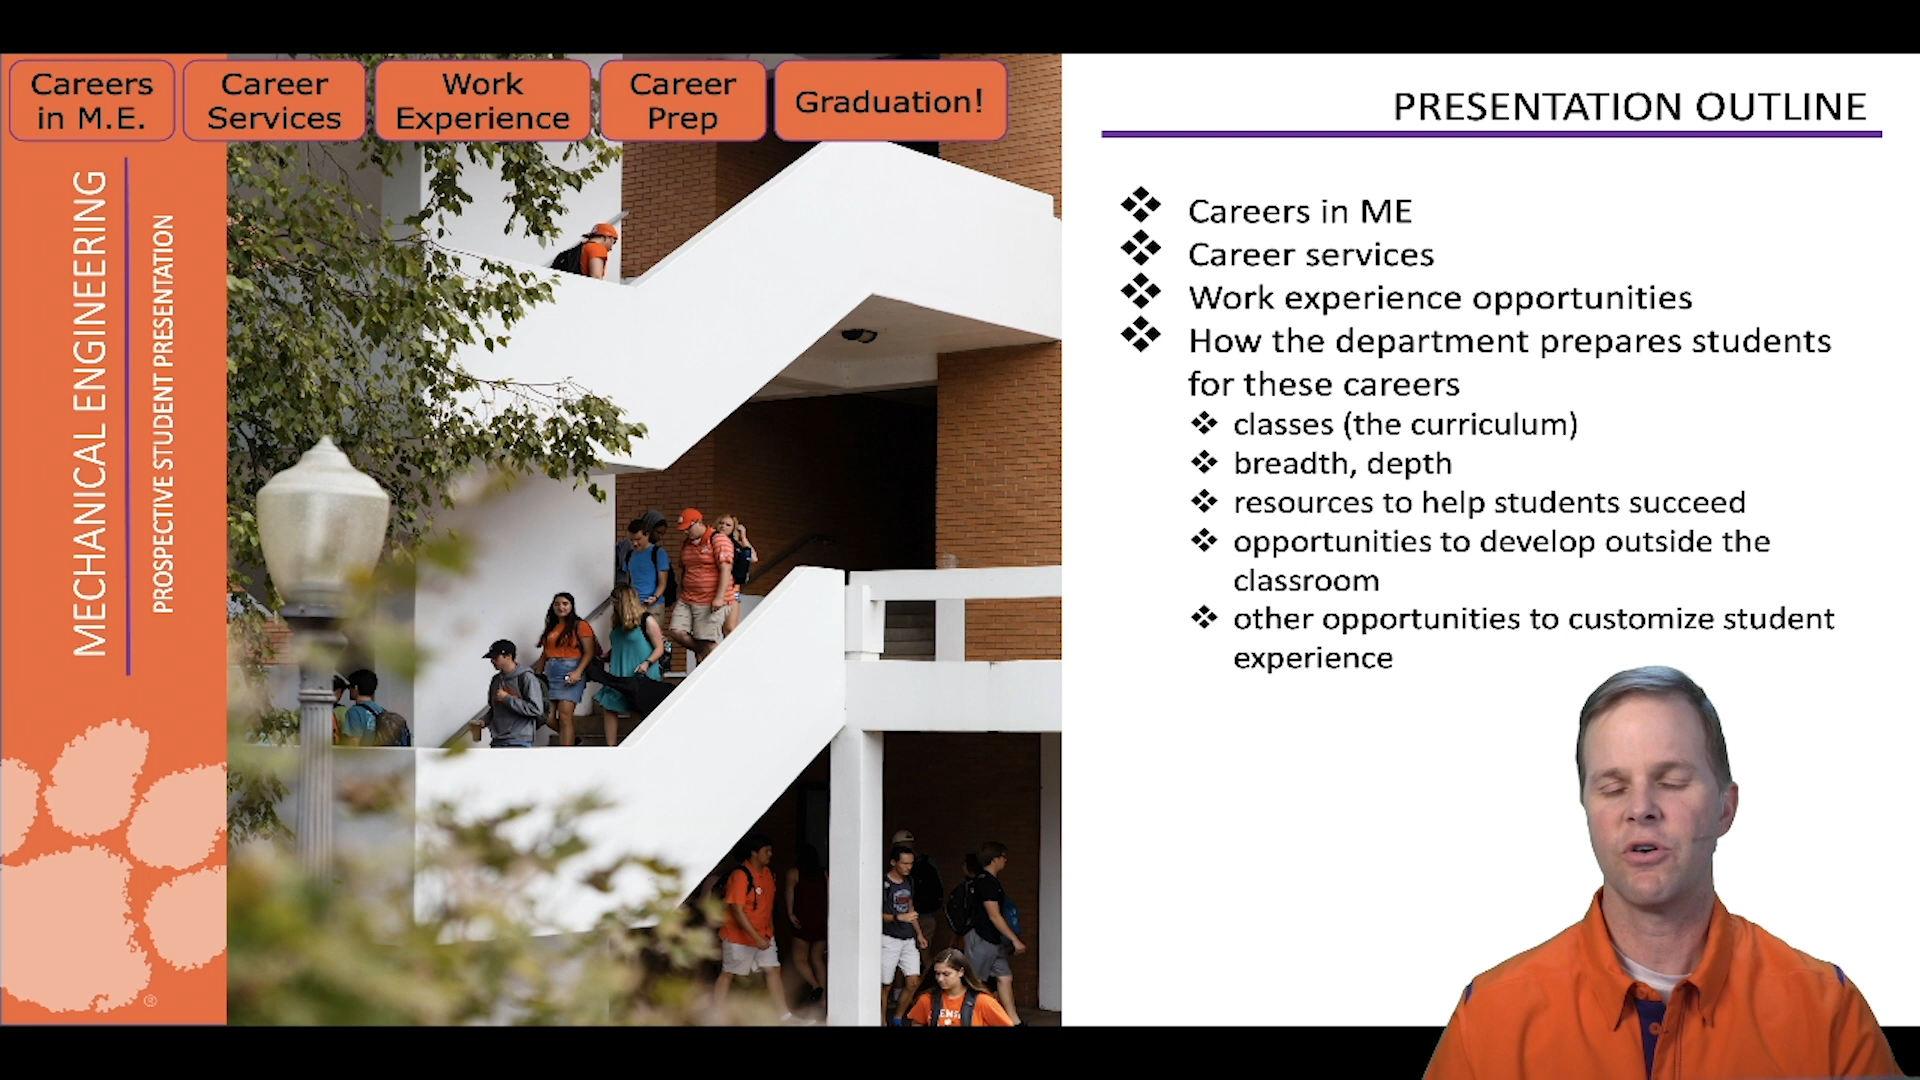 Careers
in M.E.
Career
Services
Work
Experience
Career
Prep
Graduation!
MECHANICAL ENGINEERING
PROSPECTIVE STUDENT PRESENTATION
®
PRESENTATION OUTLINE
❖ Careers in ME
❖ Career services
❖ Work experience opportunities
❖ How the department prepares students
for these careers
❖ classes (the curriculum)
❖ breadth, depth
❖ resources to help students succeed
❖ opportunities to develop outside the
classroom
❖ other opportunities to customize student
experience